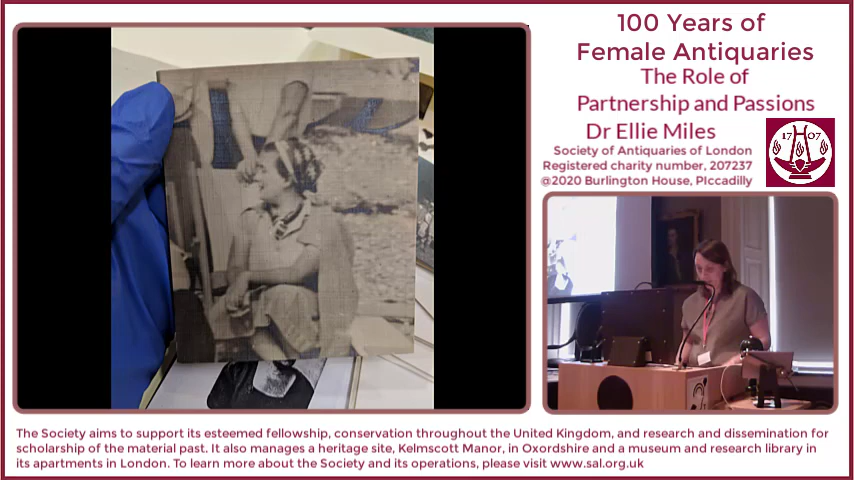 100 Years of
Female Antiquaries
The Role of
Partnership and Passions
Dr Ellie Miles
Society of Antiquaries of London
Registered charity number, 207237
@2020 Burlington House, PIccadilly
17 07
The Society aims to support its esteemed fellowship, conservation throughout the United Kingdom, and research and dissemination for
scholarship of the material past. It also manages a heritage site, Kelmscott Manor, in Oxordshire and a museum and research library in
its apartments in London. To learn more about the Society and its operations, please visit www.sal.org.uk